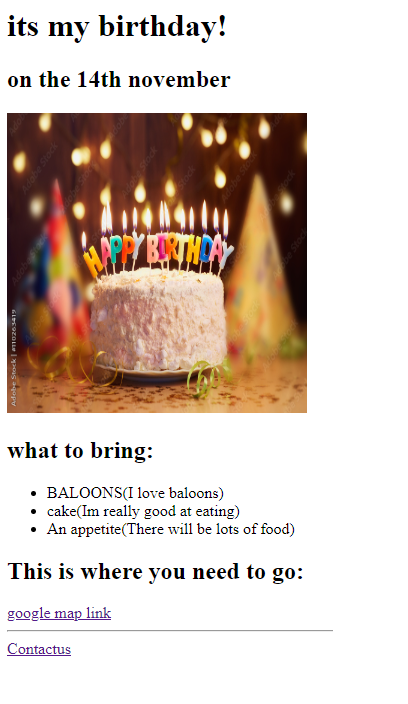 its my birthday!
on the 14th november
HAPPY BIRTHDAY
Adobe Stock | #110263419
what to bring:
BALOONS(I love baloons)
cake(Im really good at eating)
An appetite(There will be lots of food)
This is where you need to go:
google map link
Contactus